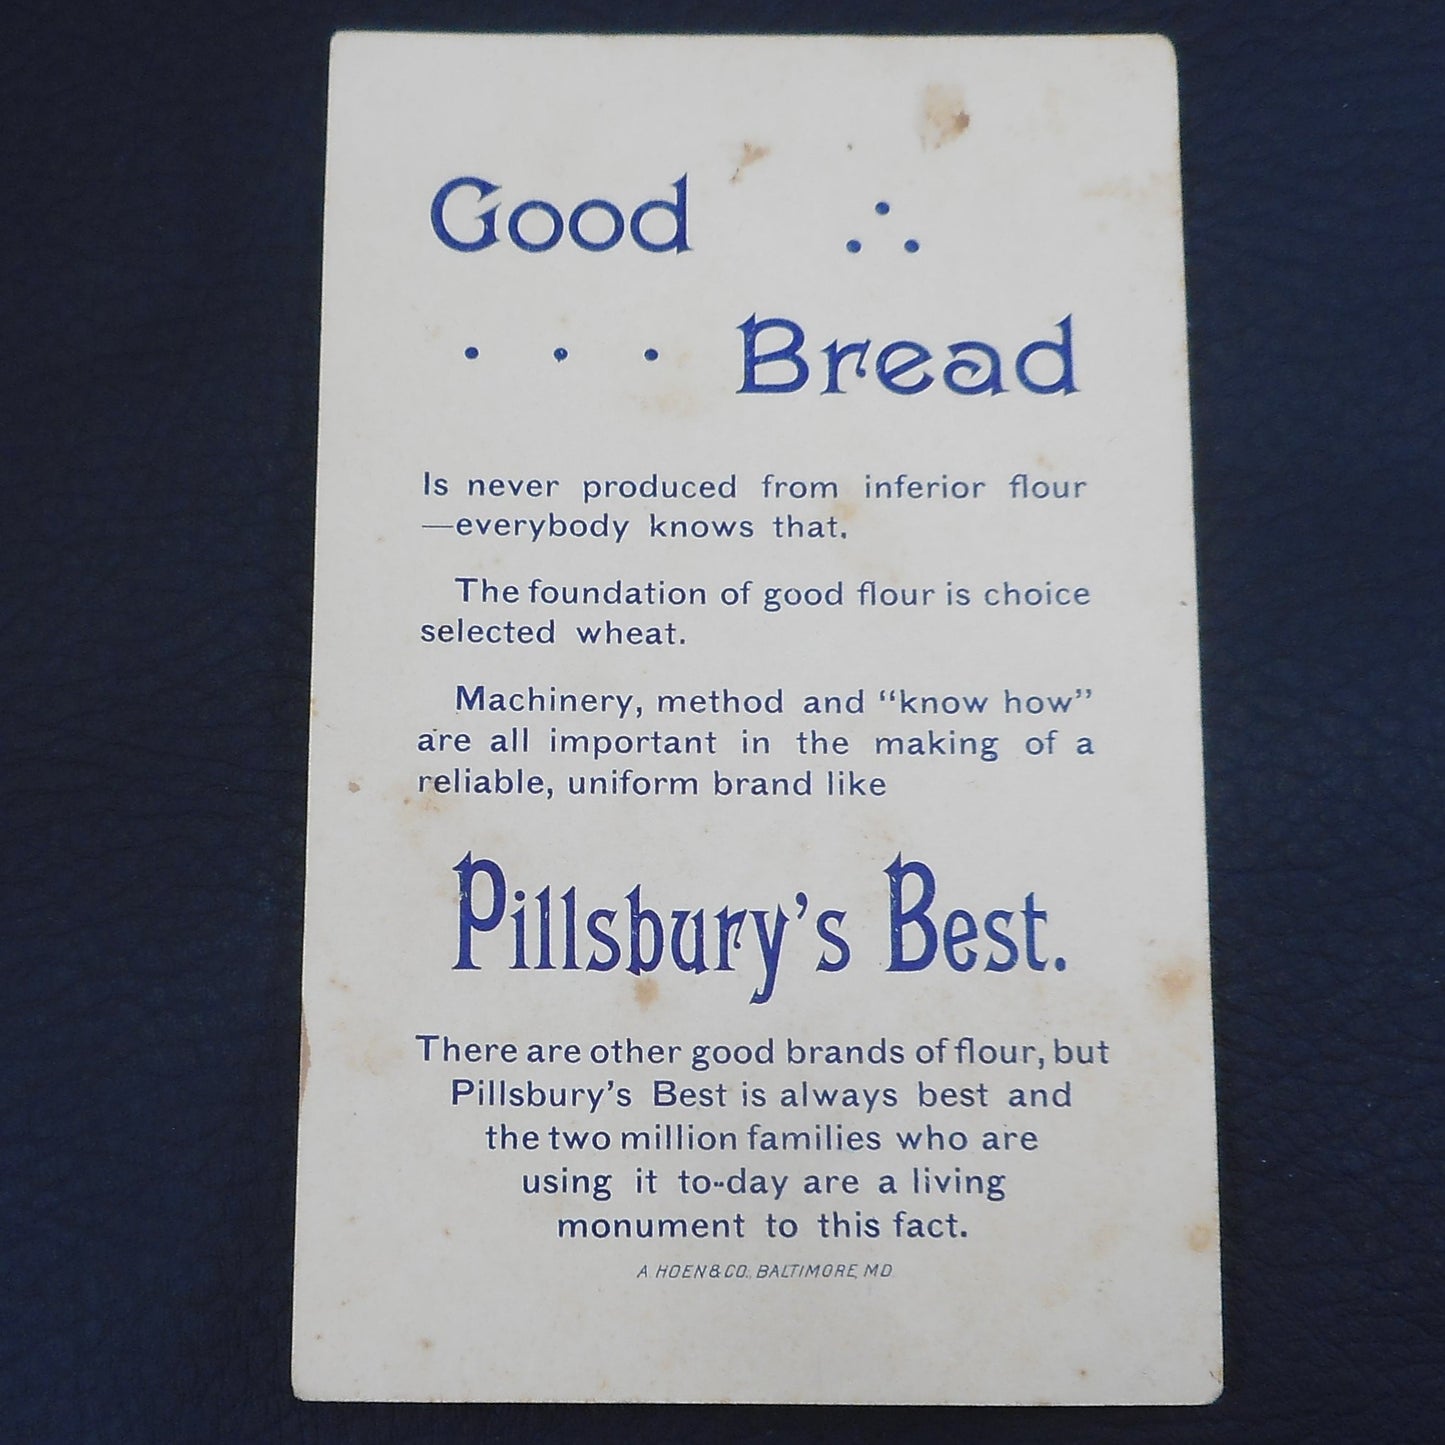 Good ∴
. . . Bread
Is never produced from inferior flour
—everybody knows that.
The foundation of good flour is choice
selected wheat.
Machinery, method and “know how”
are all important in the making of a
reliable, uniform brand like
Pillsbury’s Best.
There are other good brands of flour, but
Pillsbury’s Best is always best and
the two million families who are
using it to-day are a living
monument to this fact.
A. HOEN & CO., BALTIMORE, MD.